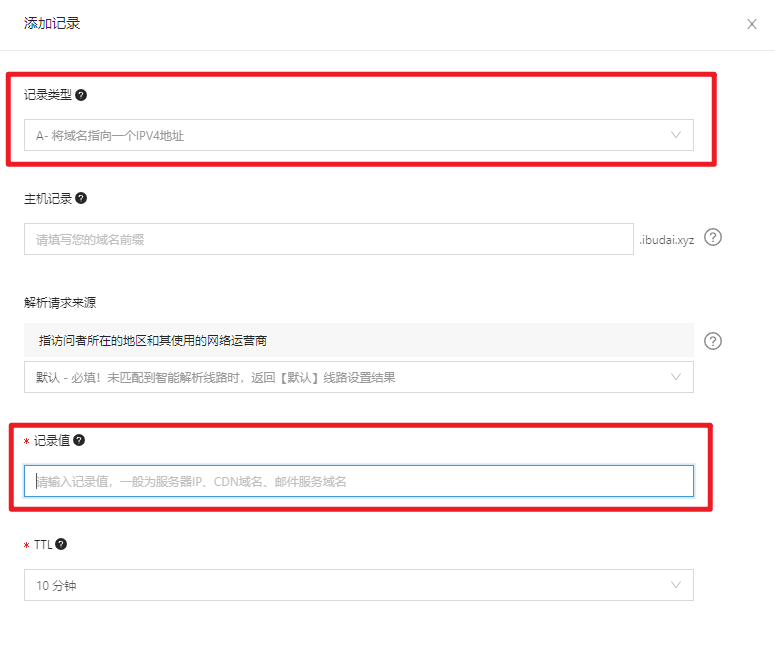 添加记录
记录类型 ?
A- 将域名指向一个IPV4地址
主机记录 ?
请填写您的域名前缀
.ibudai.xyz ?
解析请求来源
指访问者所在的地区和其使用的网络运营商 ?
默认 - 必填！未匹配到智能解析线路时，返回【默认】线路设置结果
* 记录值 ?
请输入记录值，一般为服务器IP、CDN域名、邮件服务域名
* TTL ?
10 分钟